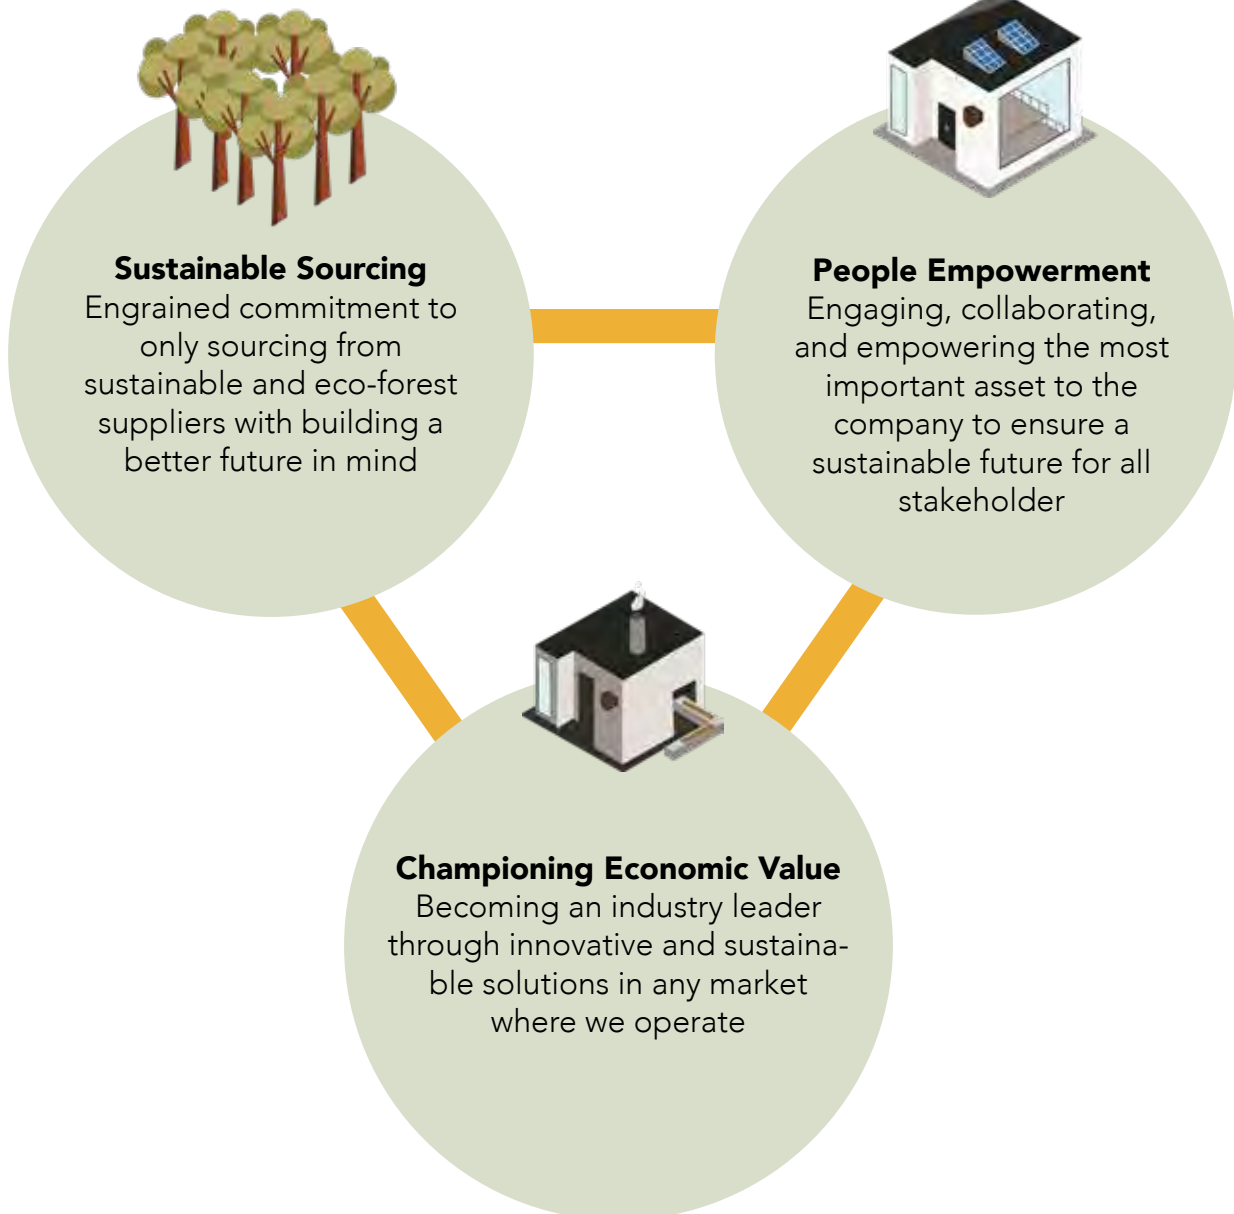 Sustainable Sourcing
Engrained commitment to
only sourcing from
sustainable and eco-forest
suppliers with building a
better future in mind
People Empowerment
Engaging, collaborating,
and empowering the most
important asset to the
company to ensure a
sustainable future for all
stakeholder
Championing Economic Value
Becoming an industry leader
through innovative and sustaina-
ble solutions in any market
where we operate